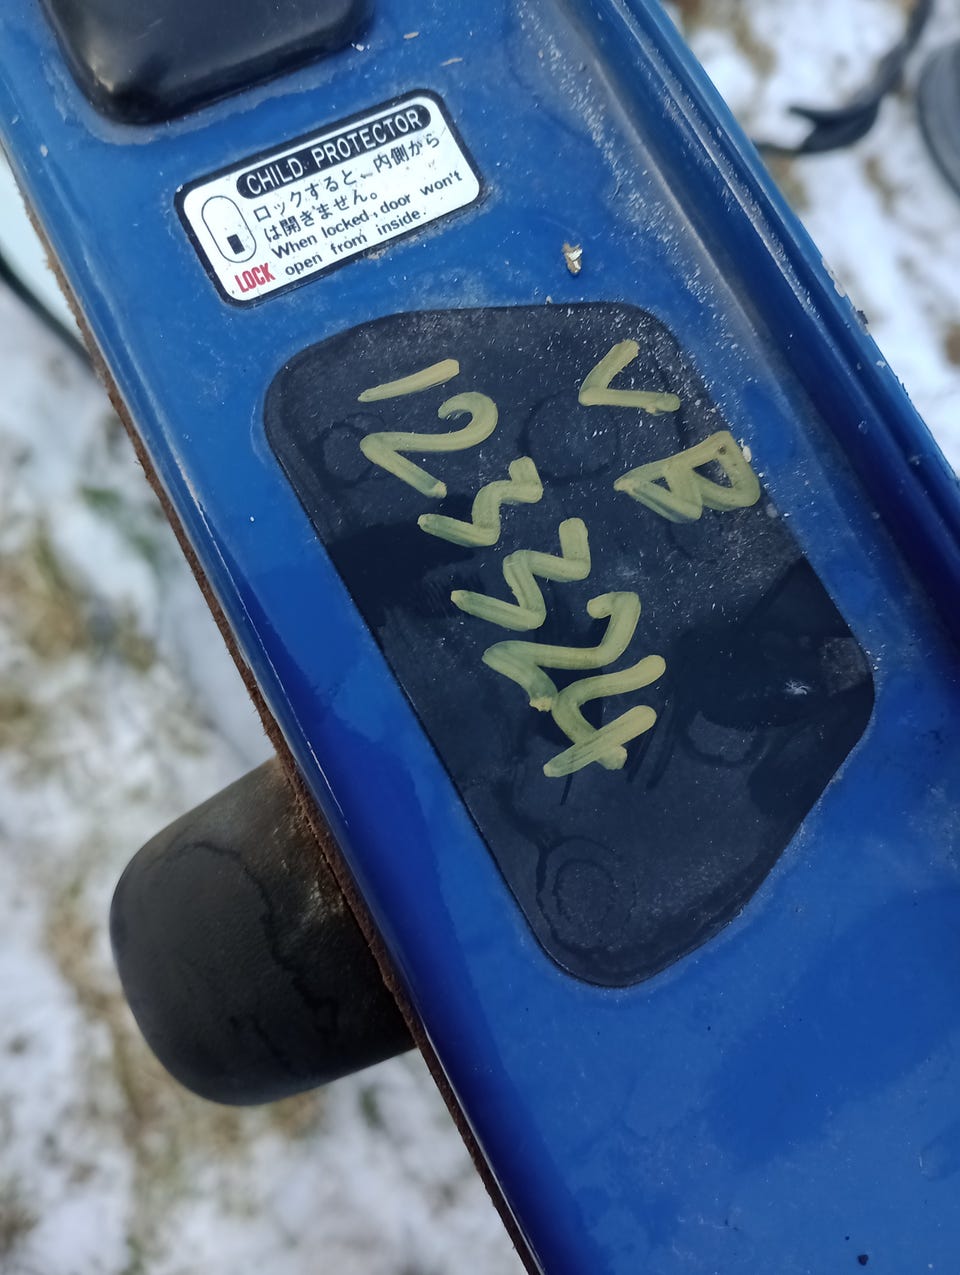 CHILD PROTECTOR
ロックすると、内側から
は開きません。
When locked, door won't
open from inside.
LOCK
VB
123324